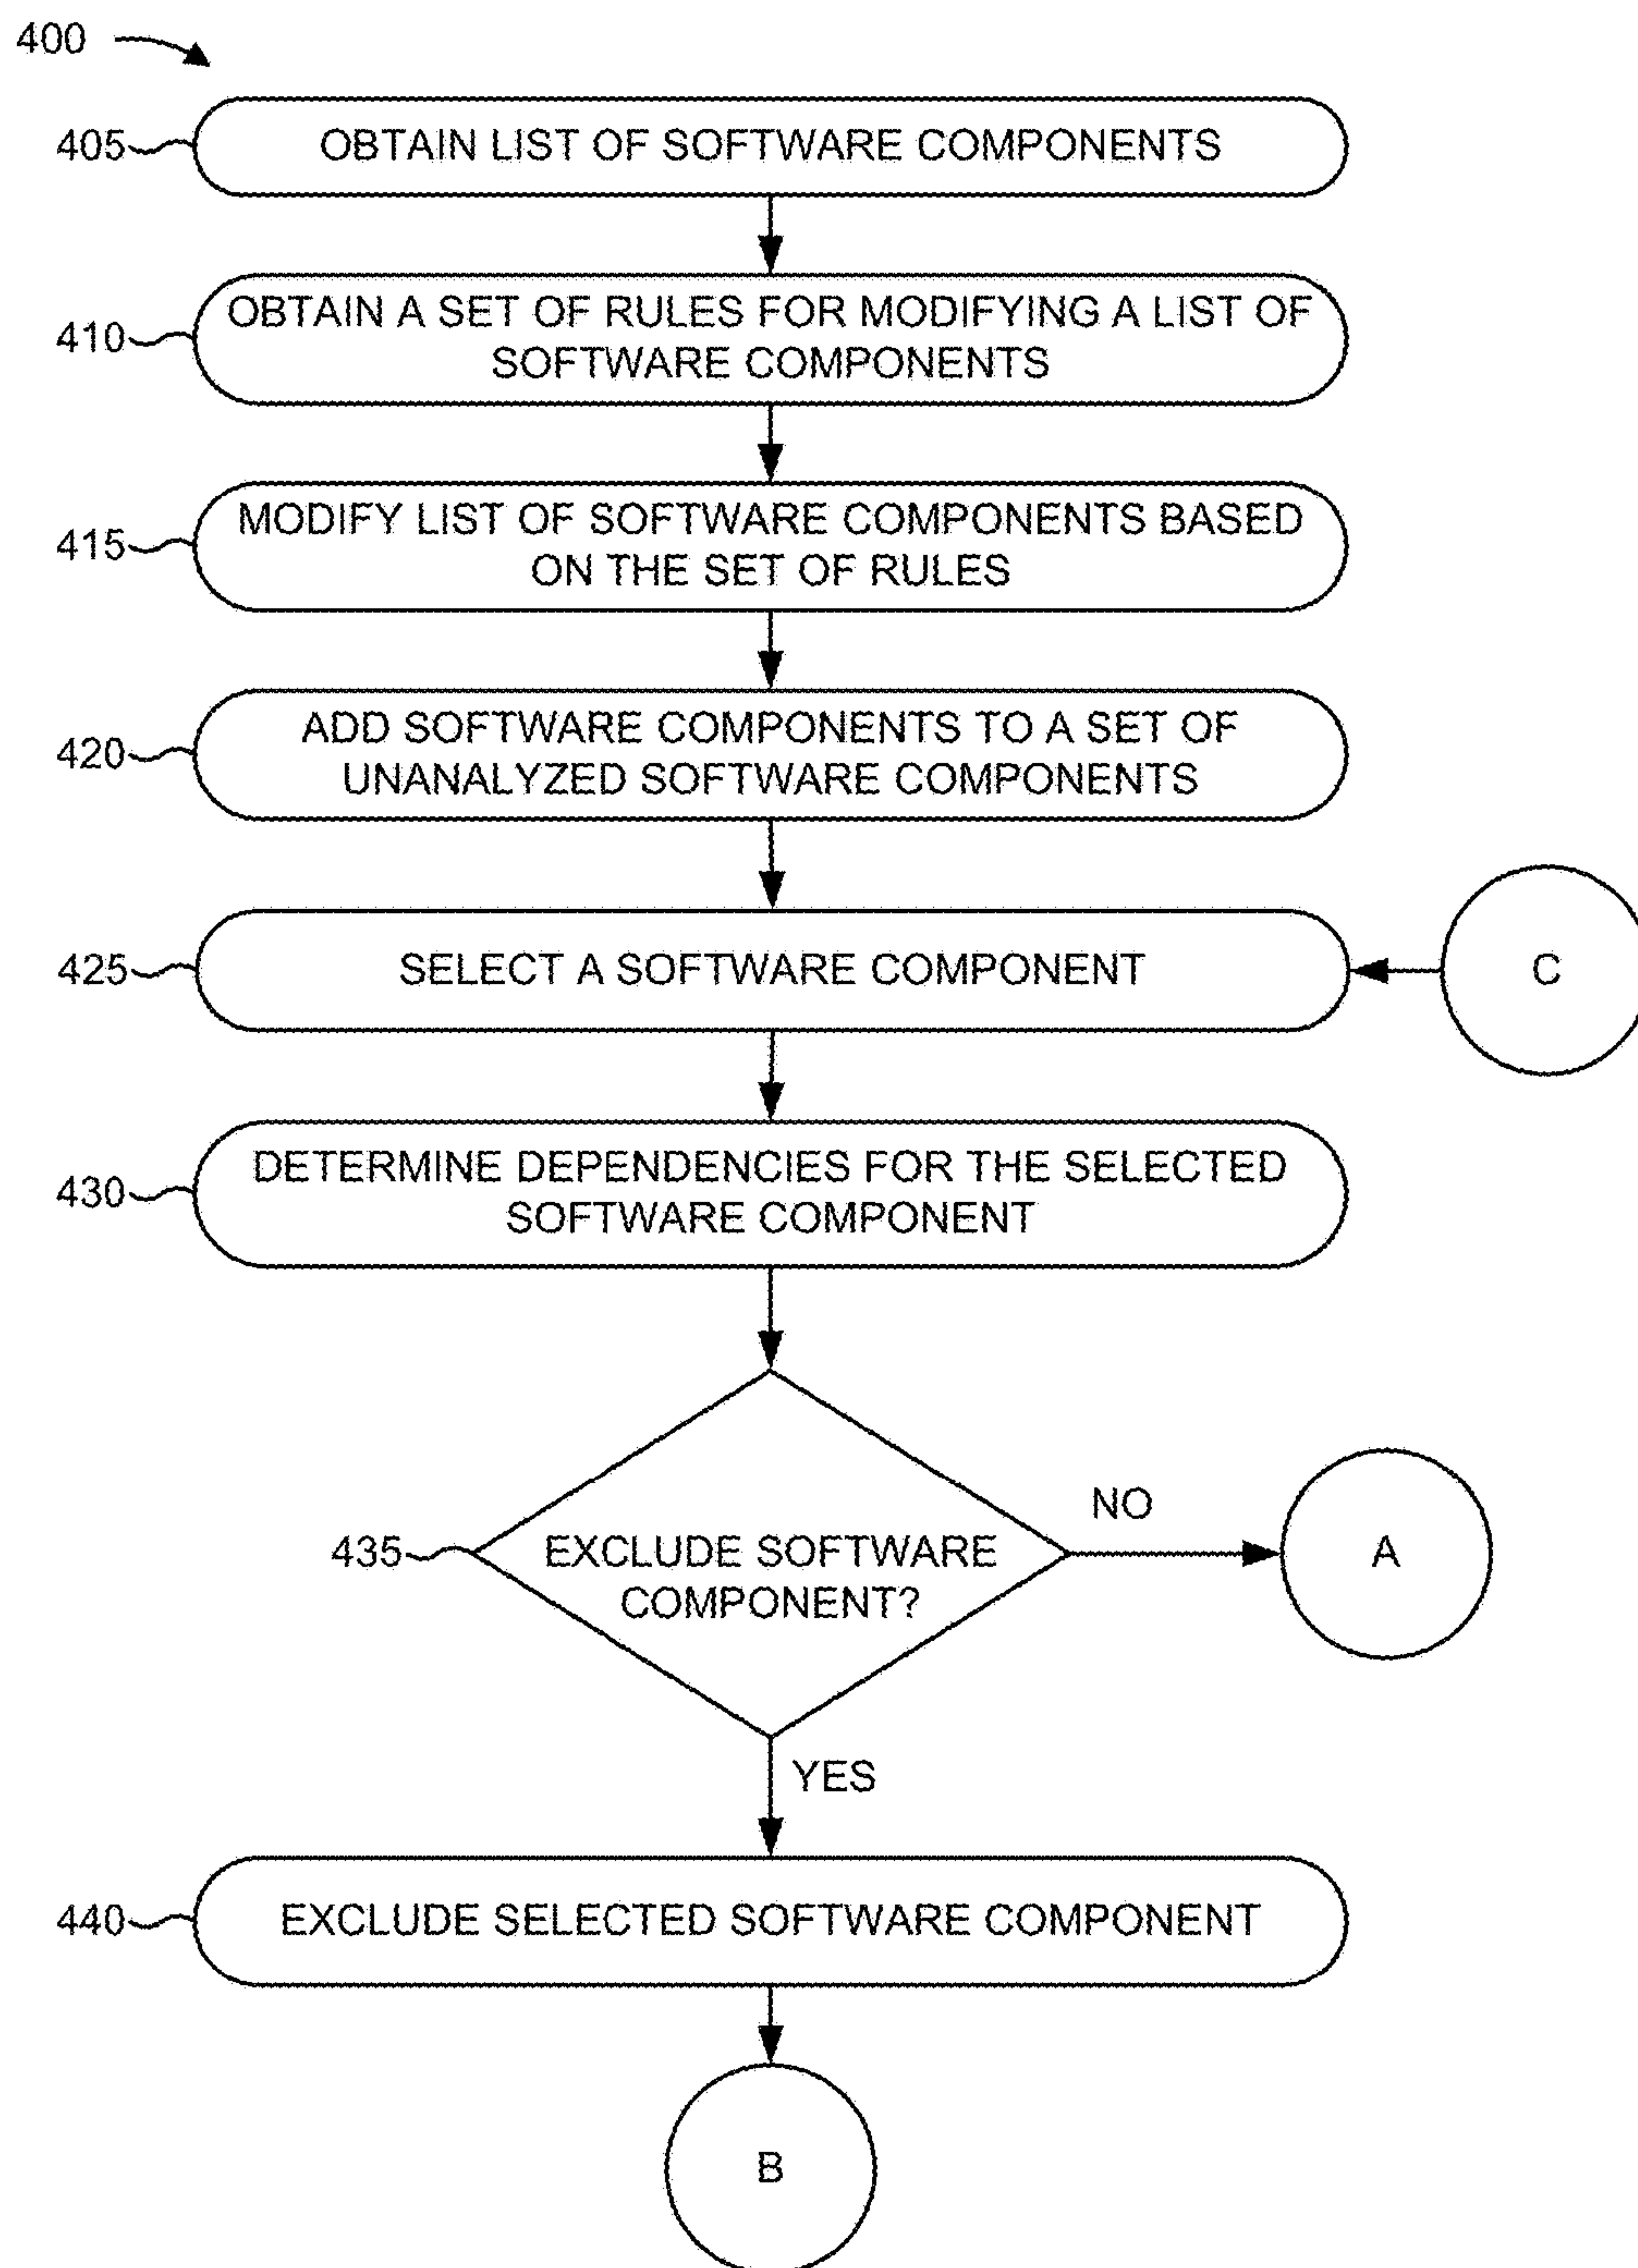 400
405
OBTAIN LIST OF SOFTWARE COMPONENTS
410
OBTAIN A SET OF RULES FOR MODIFYING A LIST OF
SOFTWARE COMPONENTS
415
MODIFY LIST OF SOFTWARE COMPONENTS BASED
ON THE SET OF RULES
420
ADD SOFTWARE COMPONENTS TO A SET OF
UNANALYZED SOFTWARE COMPONENTS
425
SELECT A SOFTWARE COMPONENT
C
430
DETERMINE DEPENDENCIES FOR THE SELECTED
SOFTWARE COMPONENT
435
EXCLUDE SOFTWARE
COMPONENT?
NO
A
YES
440
EXCLUDE SELECTED SOFTWARE COMPONENT
B